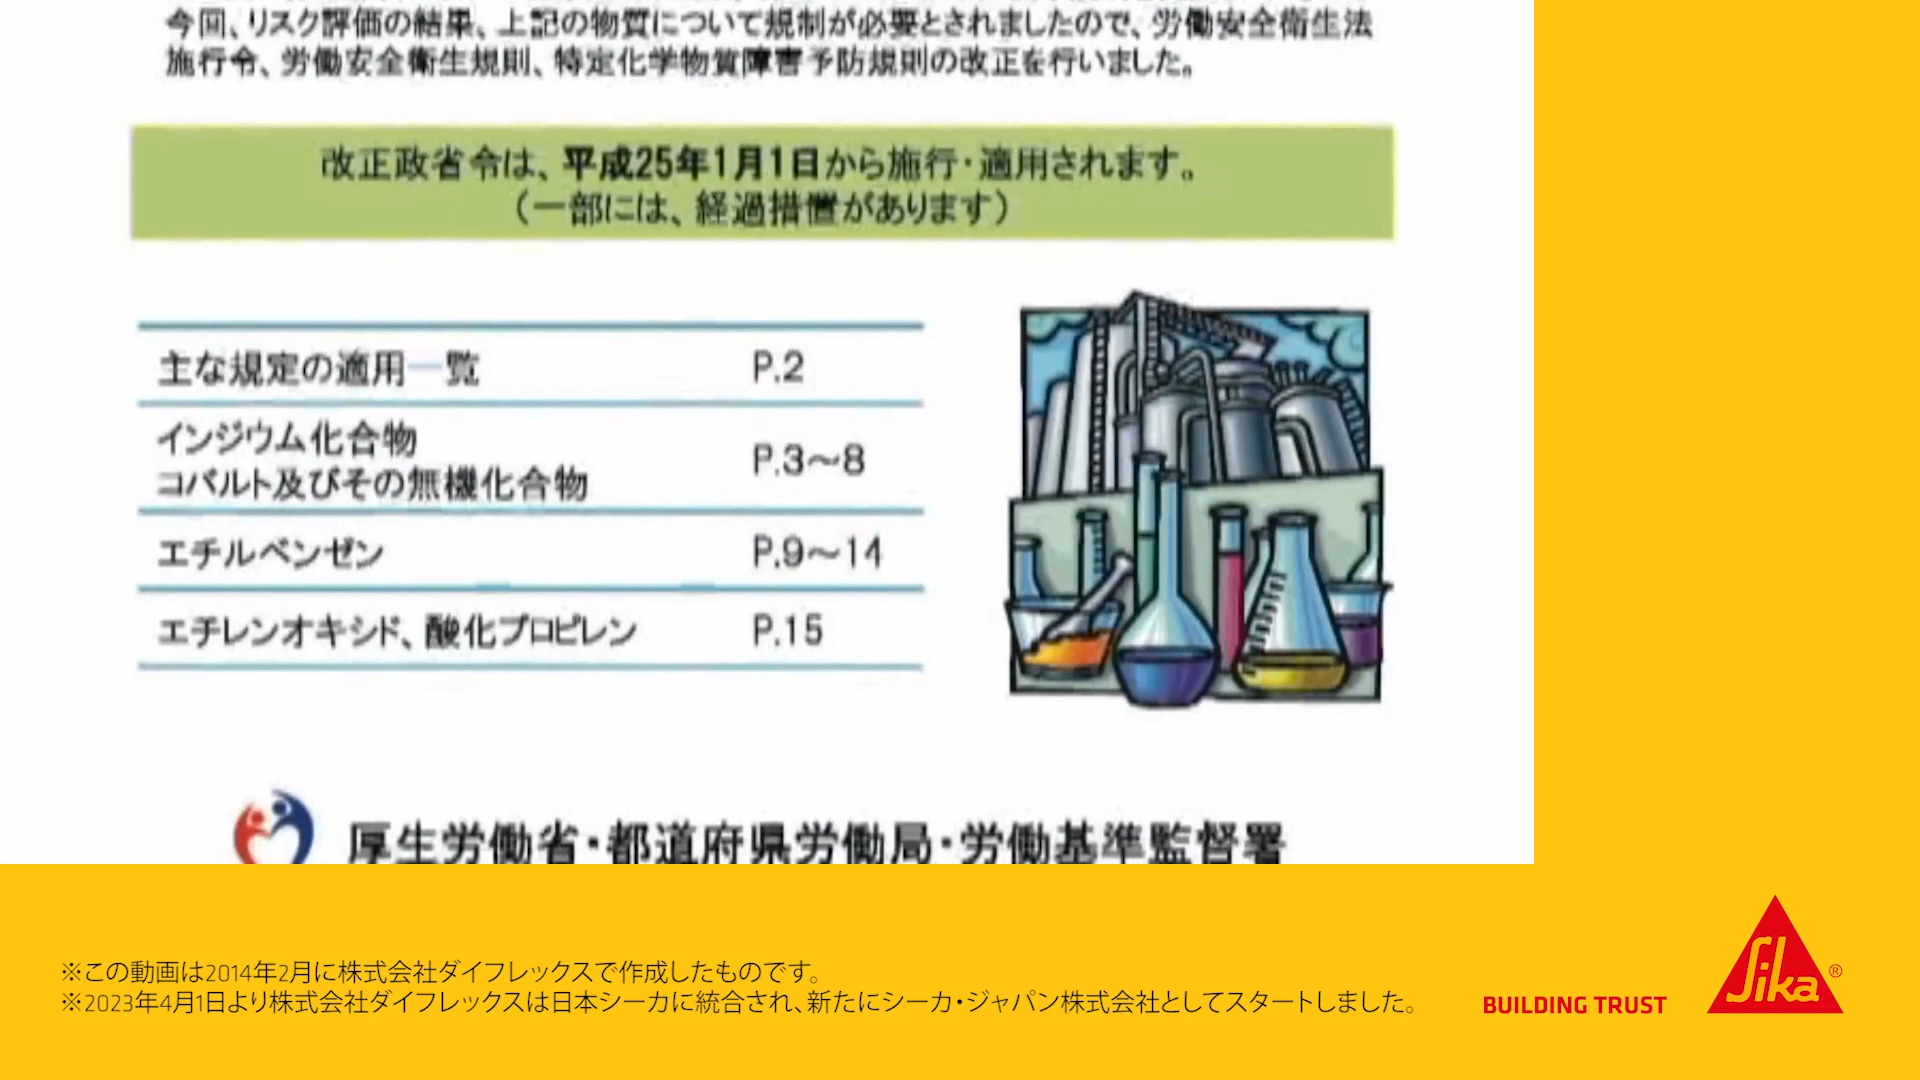 今回、リスク評価の結果、上記の物質について規制が必要とされましたので、労働安全衛生法
施行令、労働安全衛生規則、特定化学物質障害予防規則の改正を行いました。
改正政省令は、平成25年1月1日から施行・適用されます。
（一部には、経過措置があります）
主な規定の適用一覧 P.2
インジウム化合物
コバルト及びその無機化合物 P.3～8
エチルベンゼン P.9～14
エチレンオキシド、酸化プロピレン P.15
厚生労働省・都道府県労働局・労働基準監督署
※この動画は2014年2月に株式会社ダイフレックスで作成したものです。
※2023年4月1日より株式会社ダイフレックスは日本シーカに統合され、新たにシーカ・ジャパン株式会社としてスタートしました。
BUILDING TRUST
Sika®